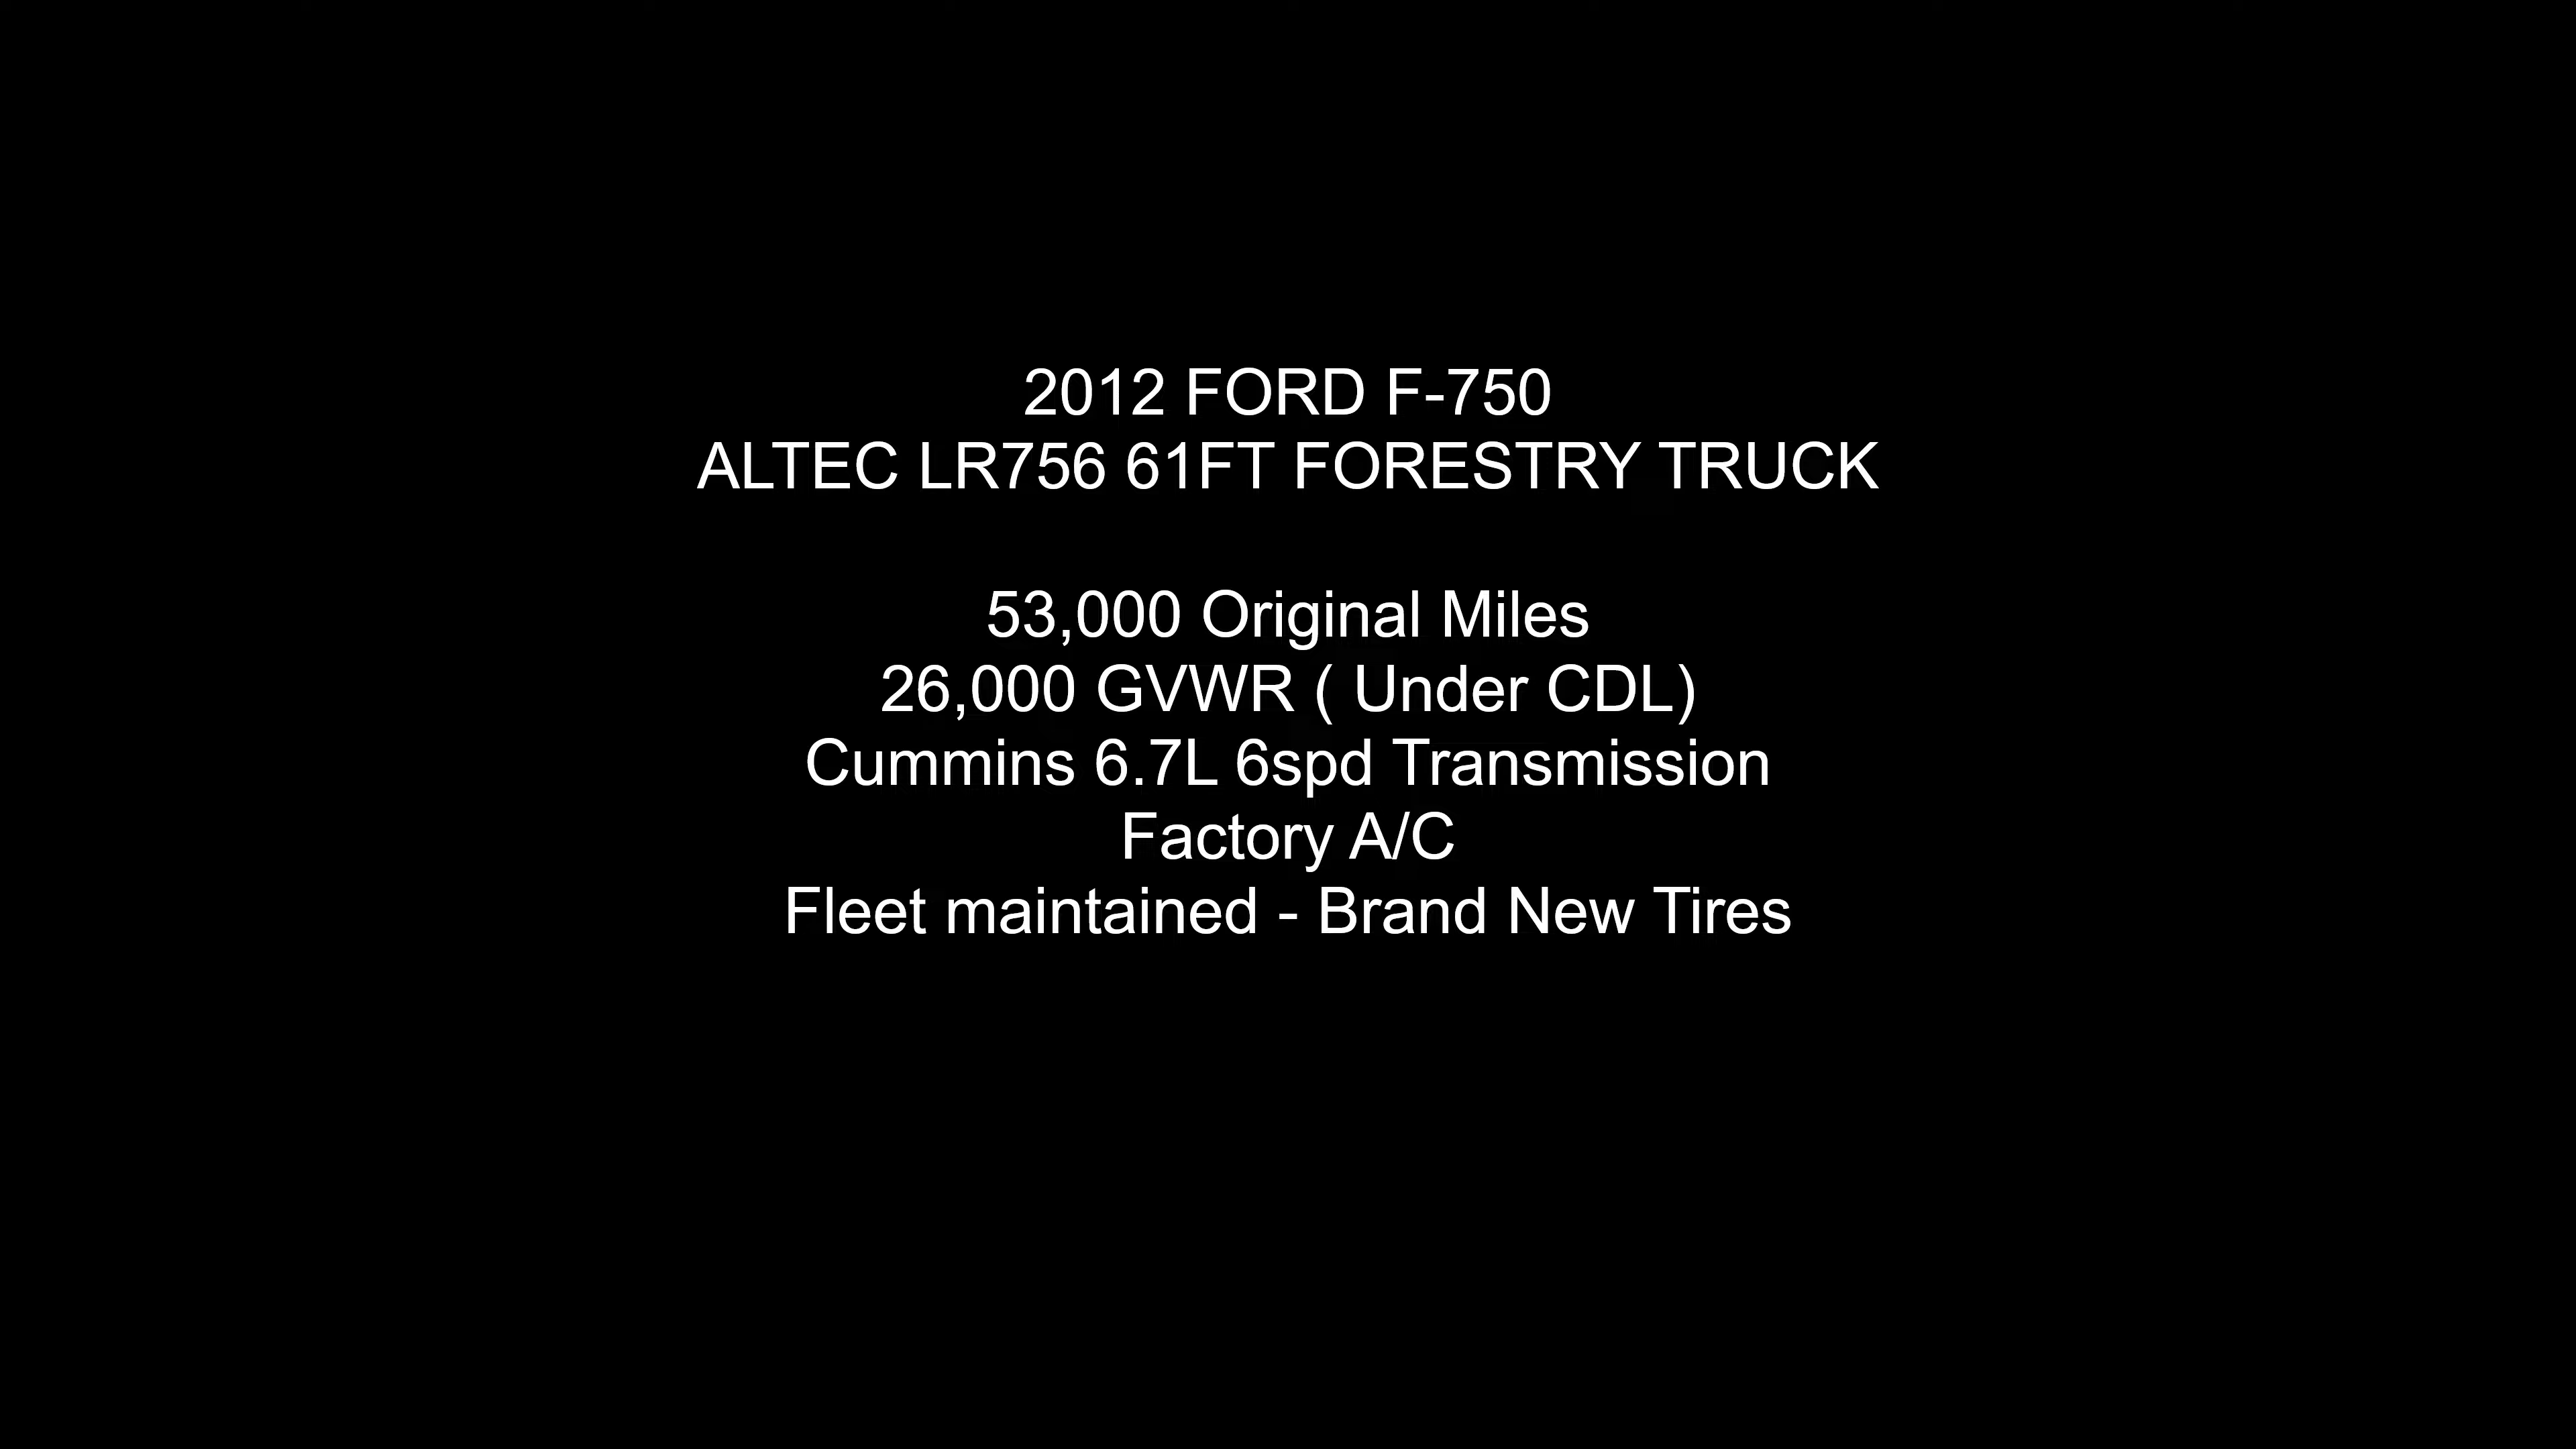 2012 FORD F-750
ALTEC LR756 61FT FORESTRY TRUCK
53,000 Original Miles
26,000 GVWR ( Under CDL)
Cummins 6.7L 6spd Transmission
Factory A/C
Fleet maintained - Brand New Tires